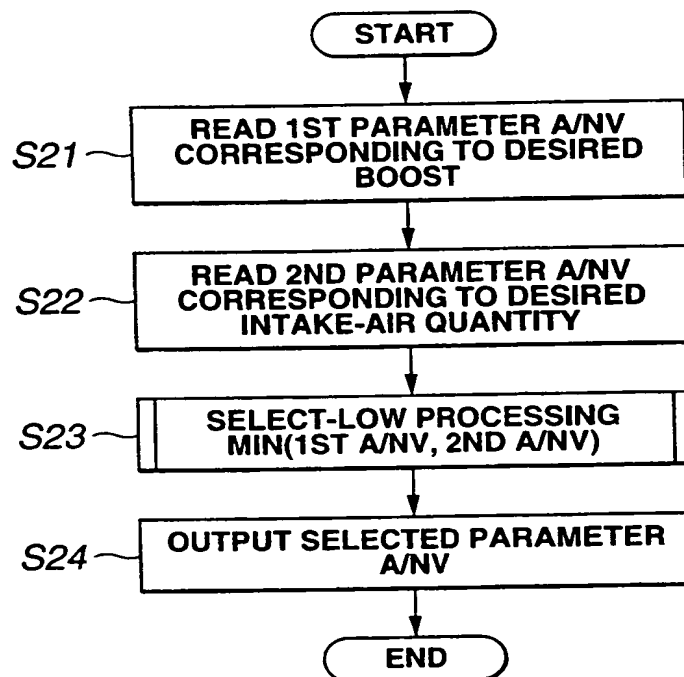 START
S21
READ 1ST PARAMETER A/NV
CORRESPONDING TO DESIRED
BOOST
S22
READ 2ND PARAMETER A/NV
CORRESPONDING TO DESIRED
INTAKE-AIR QUANTITY
S23
SELECT-LOW PROCESSING
MIN(1ST A/NV, 2ND A/NV)
S24
OUTPUT SELECTED PARAMETER
A/NV
END